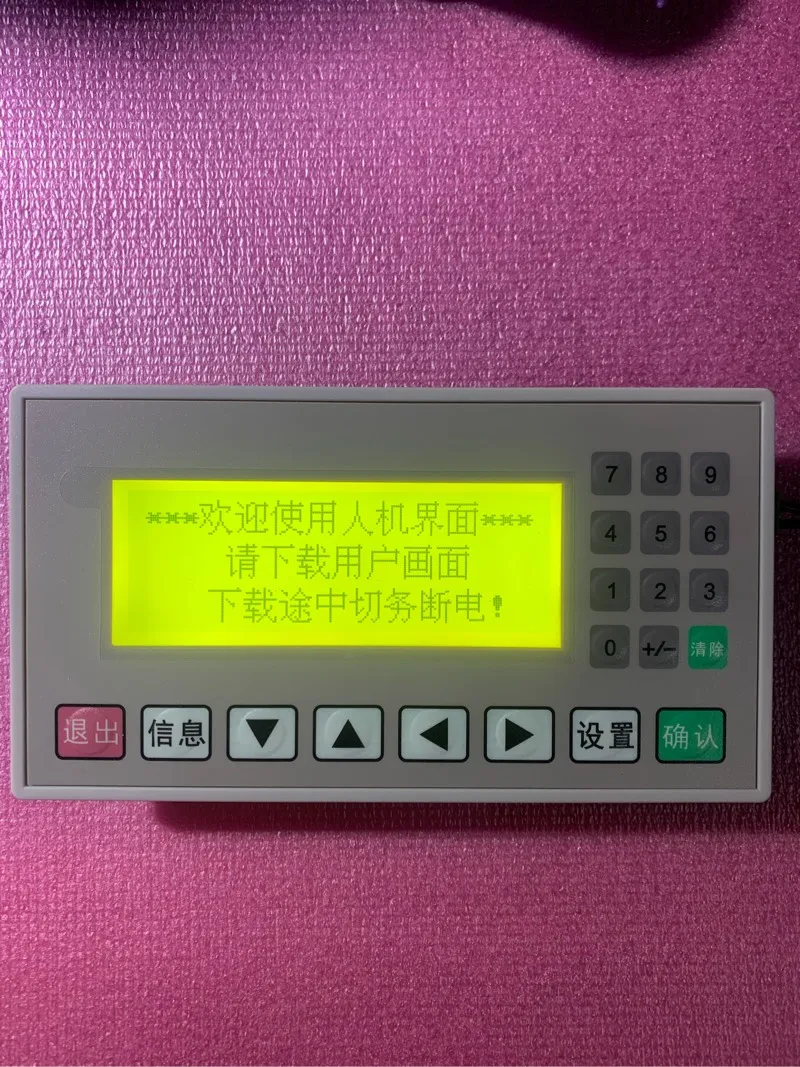 ***欢迎使用人机界面***
请下载用户画面
下载途中切务断电!
7 8 9
4 5 6
1 2 3
0 +/- 清除
退出 信息 ▼ ▲ ◀ ▶ 设置 确认